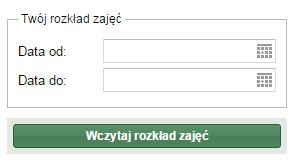 Twój rozkład zajęć
Data od:
Data do:
Wczytaj rozkład zajęć